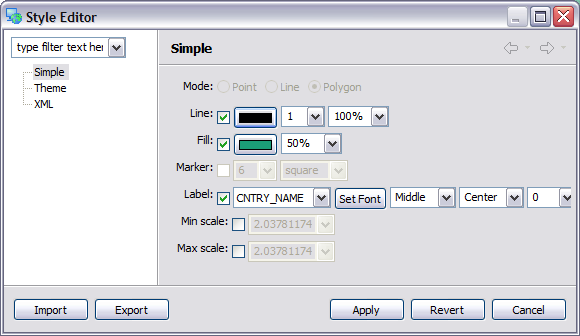 Style Editor
type filter text her
Simple
Theme
XML
Simple
Mode: Point Line Polygon
Line: 1 100%
Fill: 50%
Marker: 6 square
Label: CNTRY_NAME Set Font Middle Center 0
Min scale: 2.03781174
Max scale: 2.03781174
Import Export Apply Revert Cancel